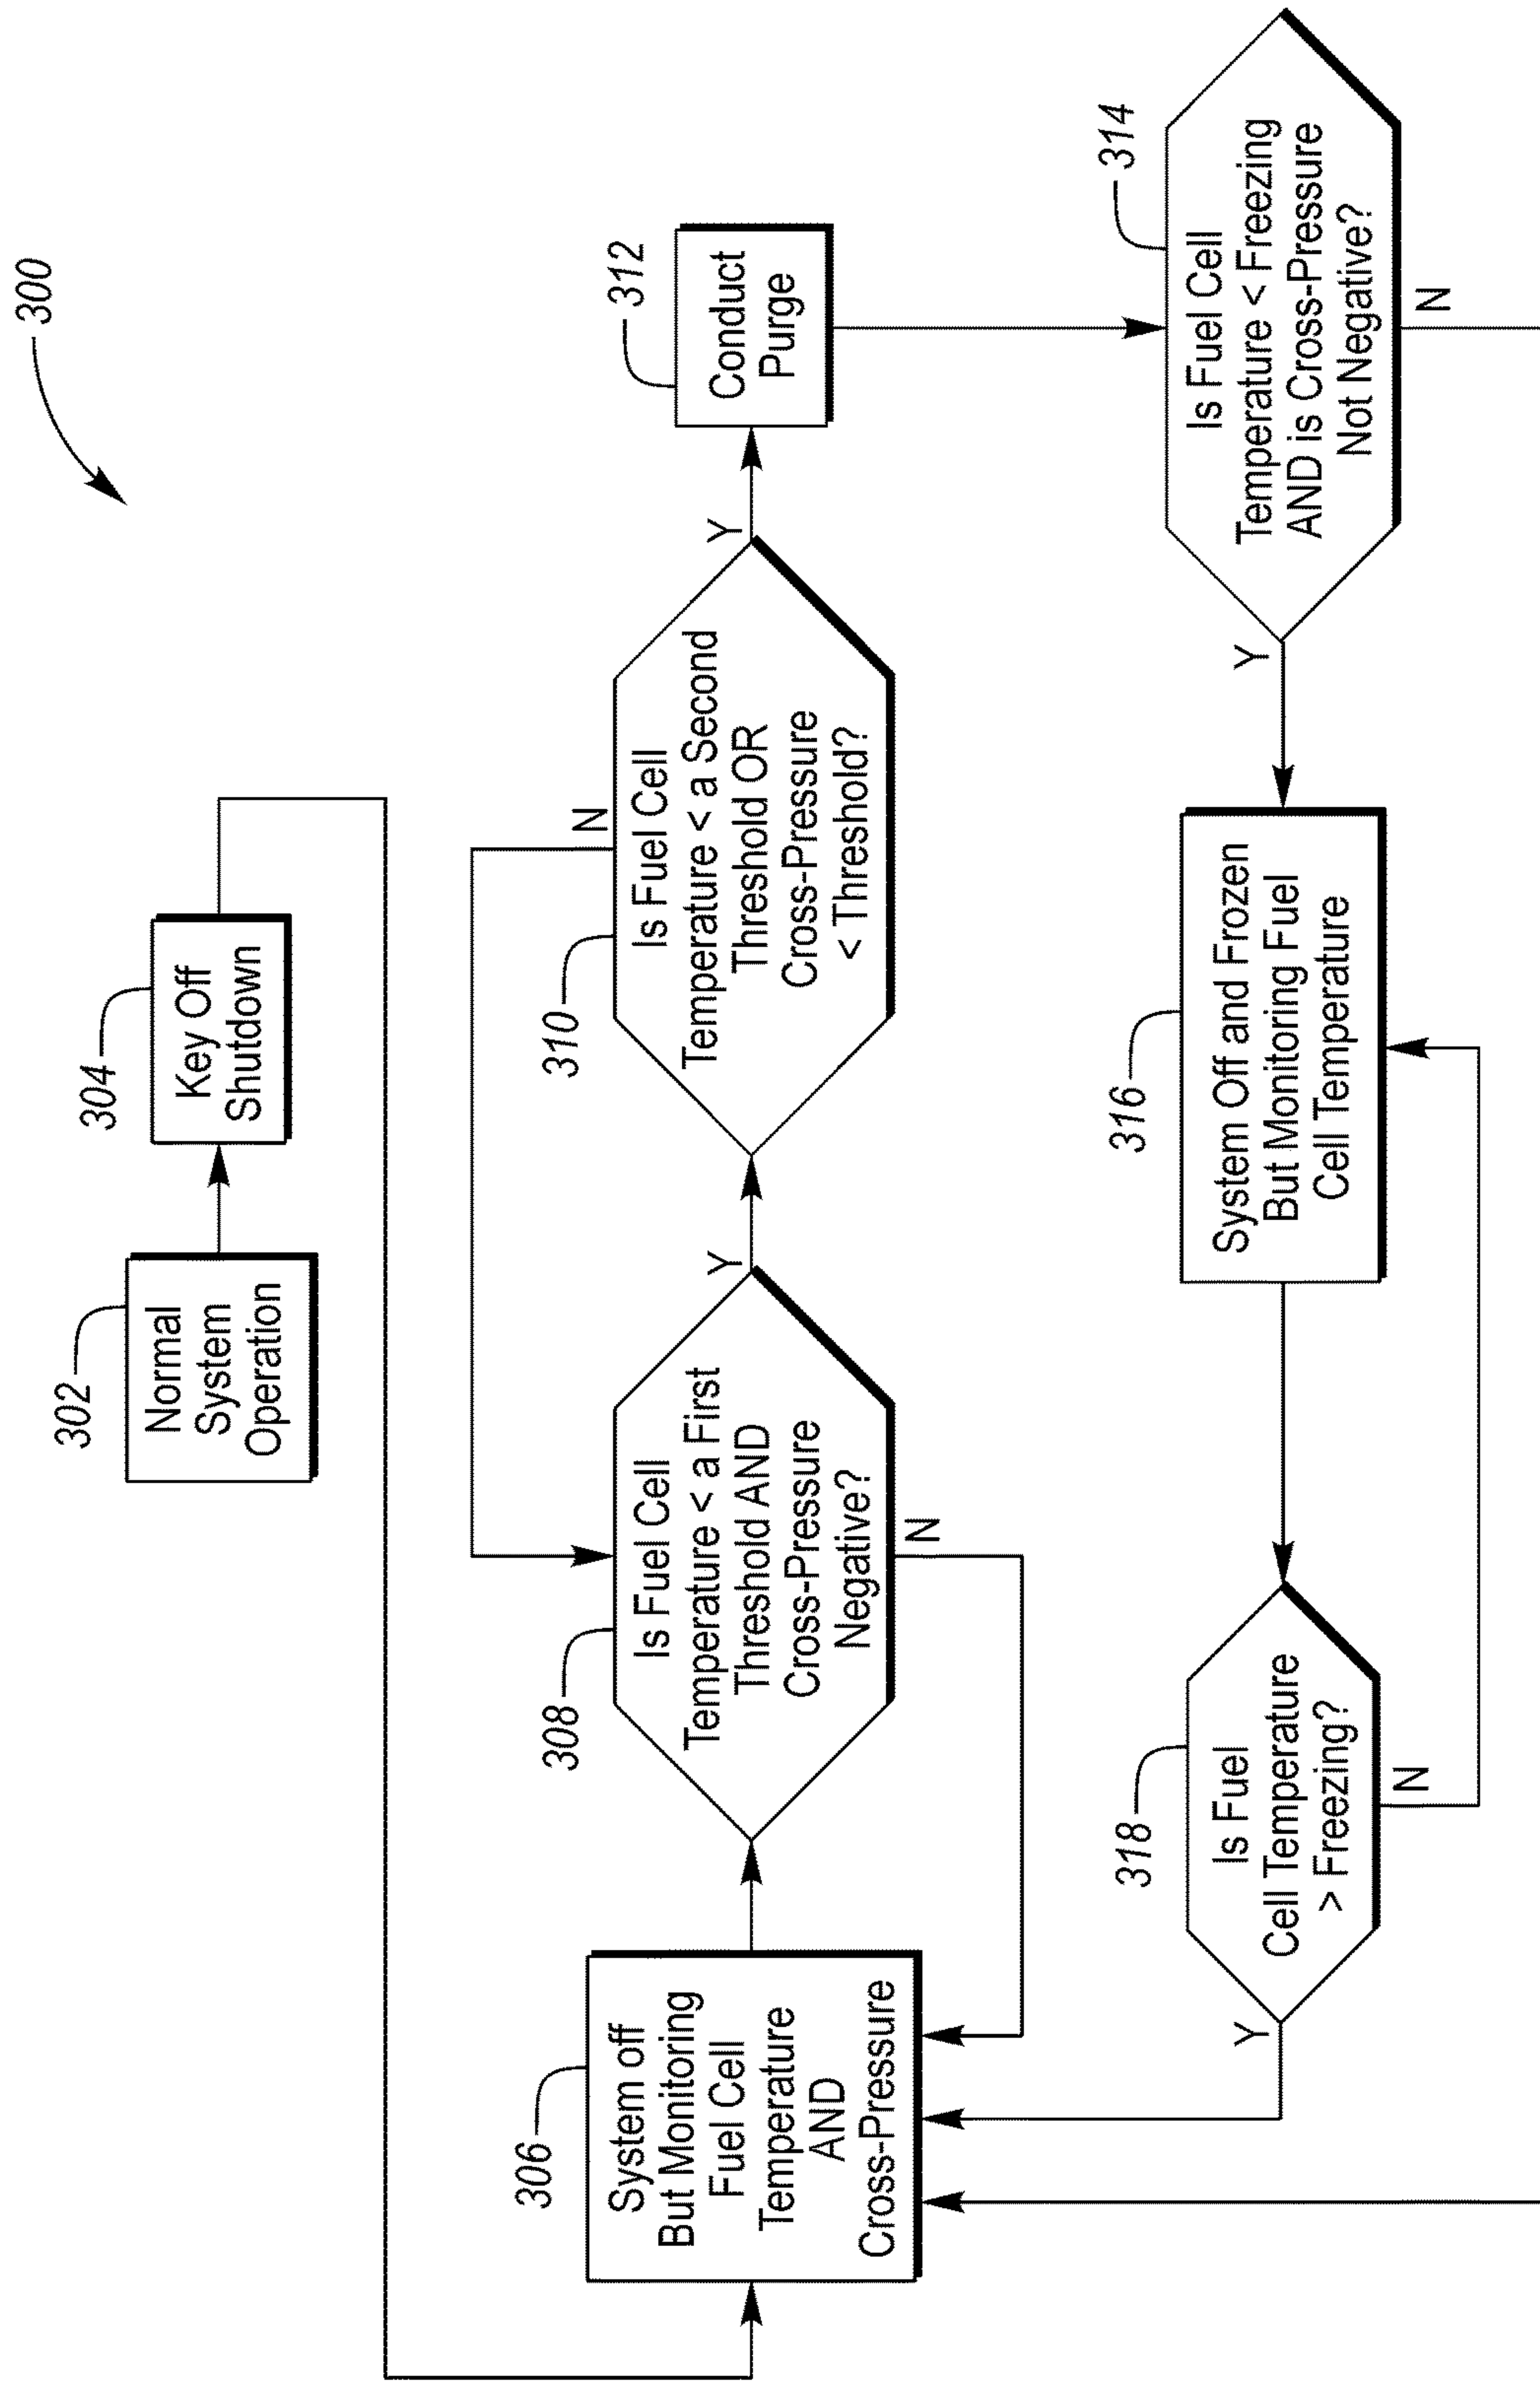 300
302
Normal
System
Operation
304
Key Off
Shutdown
306
System off
But Monitoring
Fuel Cell
Temperature
AND
Cross-Pressure
308
Is Fuel Cell
Temperature < a First
Threshold AND
Cross-Pressure
Negative?
Y
N
310
Is Fuel Cell
Temperature < a Second
Threshold OR
Cross-Pressure
< Threshold?
N
Y
312
Conduct
Purge
314
Is Fuel Cell
Temperature < Freezing
AND is Cross-Pressure
Not Negative?
Y
N
316
System Off and Frozen
But Monitoring Fuel
Cell Temperature
318
Is Fuel
Cell Temperature
> Freezing?
Y
N